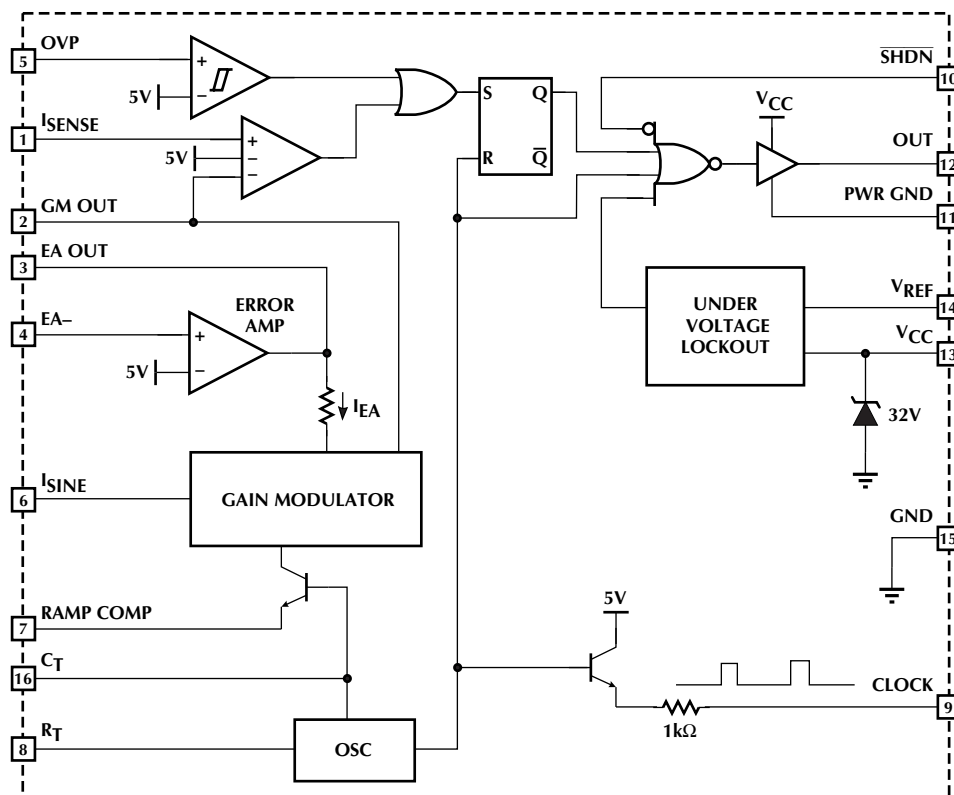 OVP
5
5V
+
−
ISENSE
1
5V
+
−
−
GM OUT
2
EA OUT
3
EA–
4
ERROR
AMP
+
−
5V
IEA
S
Q
R
Q̅
S̅H̅D̅N̅
10
VCC
OUT
12
PWR GND
11
UNDER
VOLTAGE
LOCKOUT
VREF
14
VCC
13
32V
ISINE
6
GAIN MODULATOR
GND
15
RAMP COMP
7
5V
CT
16
CLOCK
9
1kΩ
RT
8
OSC